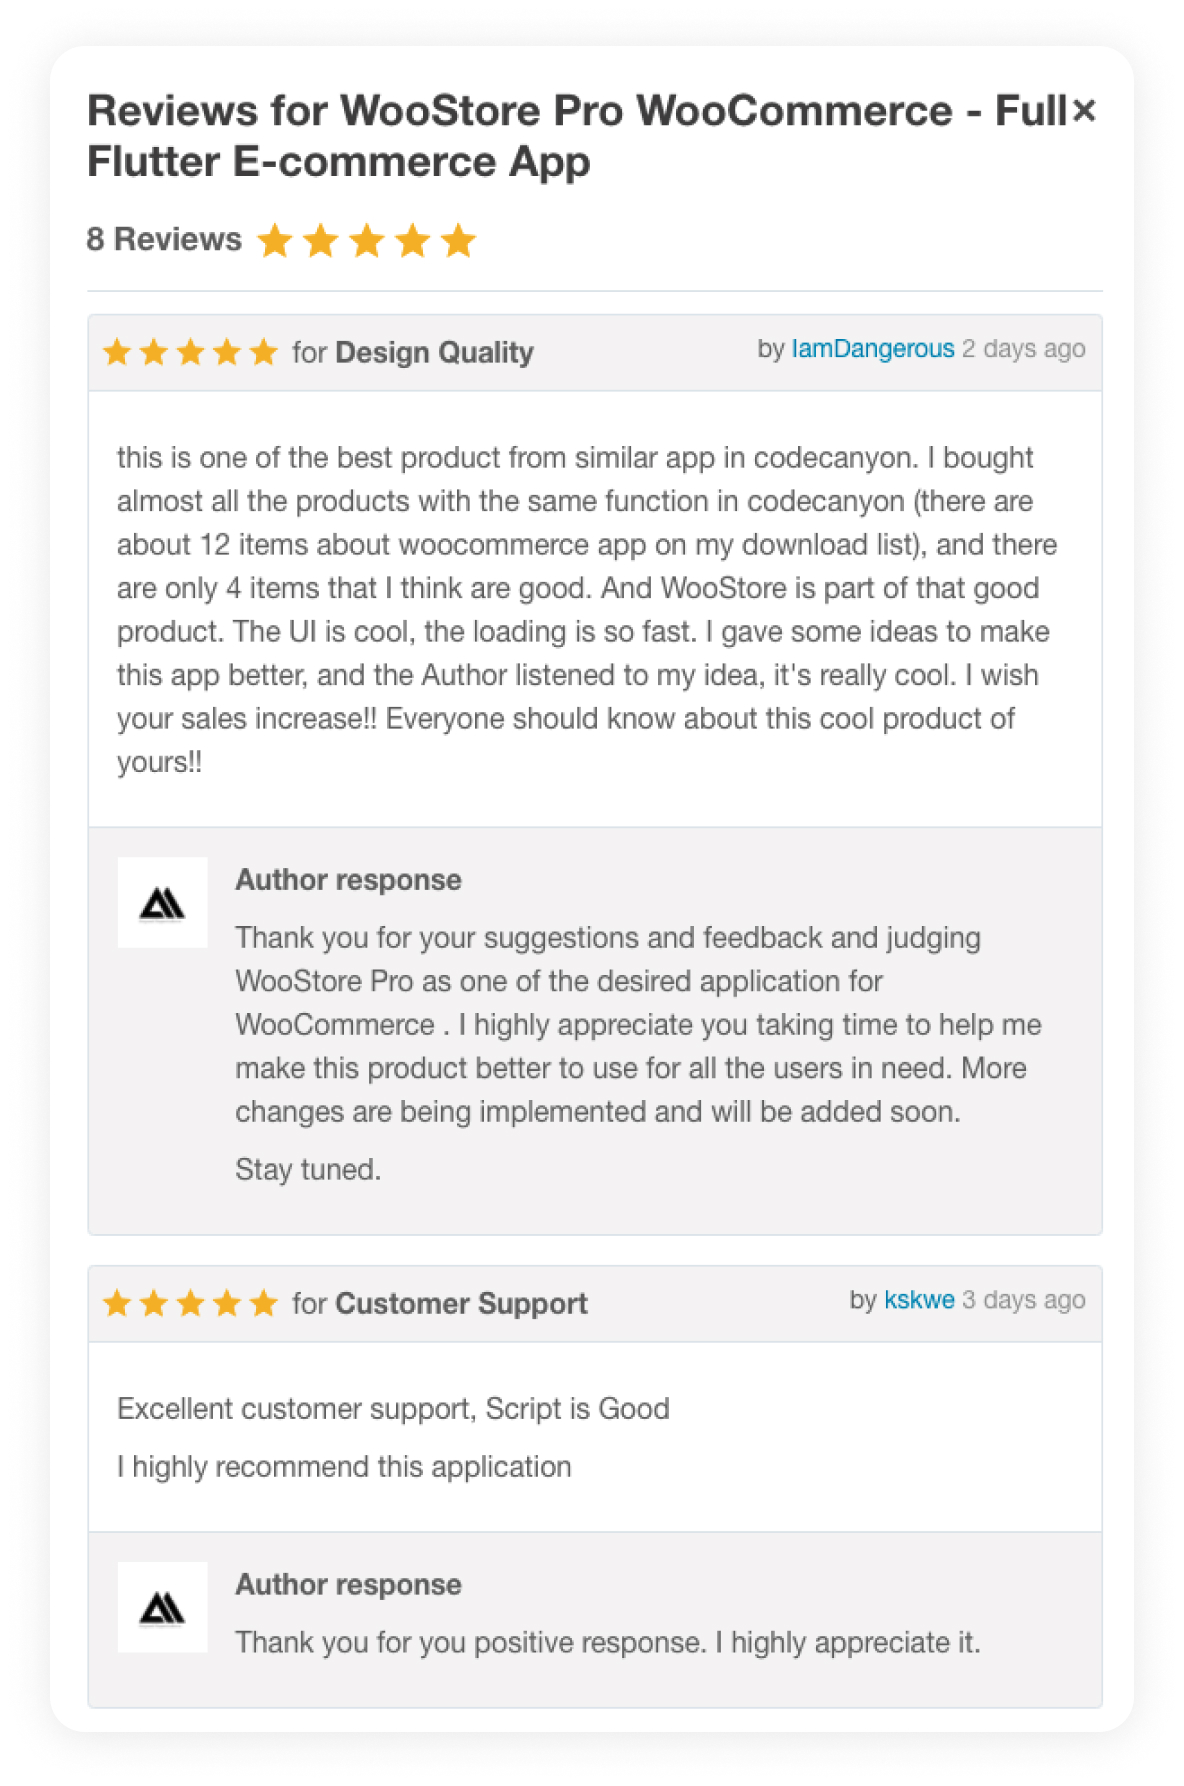 Reviews for WooStore Pro WooCommerce - Full×
Flutter E-commerce App
8 Reviews
for Design Quality
by IamDangerous 2 days ago
this is one of the best product from similar app in codecanyon. I bought
almost all the products with the same function in codecanyon (there are
about 12 items about woocommerce app on my download list), and there
are only 4 items that I think are good. And WooStore is part of that good
product. The UI is cool, the loading is so fast. I gave some ideas to make
this app better, and the Author listened to my idea, it's really cool. I wish
your sales increase!! Everyone should know about this cool product of
yours!!
Author response
Thank you for your suggestions and feedback and judging
WooStore Pro as one of the desired application for
WooCommerce . I highly appreciate you taking time to help me
make this product better to use for all the users in need. More
changes are being implemented and will be added soon.
Stay tuned.
for Customer Support
by kskwe 3 days ago
Excellent customer support, Script is Good
I highly recommend this application
Author response
Thank you for you positive response. I highly appreciate it.